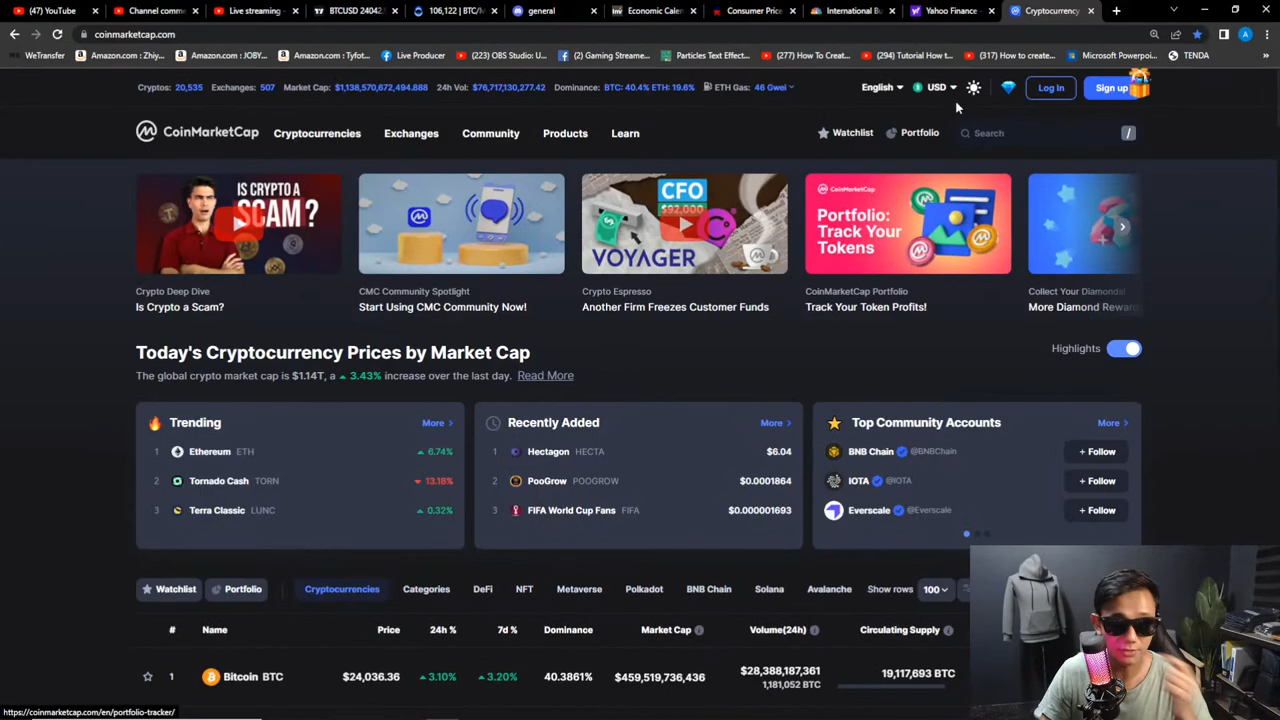 (47) YouTube
Channel comme
Live streaming -
BTCUSD 24042.
106,122 | BTC/M
general
Economic Calen
Consumer Price
International Bu
Yahoo Finance -
Cryptocurrency
coinmarketcap.com
WeTransfer
Amazon.com : Zhiy...
Amazon.com: JOBY...
Amazon.com : Tyfot...
Live Producer
(223) OBS Studio: U...
(2) Gaming Streame...
Particles Text Effect...
(277) How To Creat...
(294) Tutorial How t...
(317) How to create...
Microsoft Powerpoi...
TENDA
Cryptos: 20,535
Exchanges: 507
Market Cap: $1,138,570,672,494.888
24h Vol: $76,717,130,277.42
Dominance: BTC: 40.4% ETH: 19.6%
ETH Gas: 46 Gwei
English
USD
Log In
Sign up
CoinMarketCap
Cryptocurrencies
Exchanges
Community
Products
Learn
Watchlist
Portfolio
Search
/
IS CRYPTO A
SCAM?
CFO
$92,000
VOYAGER
CoinMarketCap
Portfolio:
Track Your
Tokens
Crypto Deep Dive
Is Crypto a Scam?
CMC Community Spotlight
Start Using CMC Community Now!
Crypto Espresso
Another Firm Freezes Customer Funds
CoinMarketCap Portfolio
Track Your Token Profits!
Collect Your Diamonds!
More Diamond Reward
Today's Cryptocurrency Prices by Market Cap
Highlights
The global crypto market cap is $1.14T, a 3.43% increase over the last day. Read More
Trending
More >
1 Ethereum ETH 6.74%
2 Tornado Cash TORN 13.18%
3 Terra Classic LUNC 0.32%
Recently Added
More >
1 Hectagon HECTA $6.04
2 PooGrow POOGROW $0.0001864
3 FIFA World Cup Fans FIFA $0.000001693
Top Community Accounts
More >
BNB Chain @BNBChain + Follow
IOTA @IOTA + Follow
Everscale @Everscale + Follow
Watchlist
Portfolio
Cryptocurrencies
Categories
DeFi
NFT
Metaverse
Polkadot
BNB Chain
Solana
Avalanche
Show rows
100
# Name Price 24h % 7d % Dominance Market Cap Volume(24h) Circulating Supply
1 Bitcoin BTC $24,036.36 3.10% 3.20% 40.3861% $459,519,736,436 $28,388,187,361 19,117,693 BTC
1,181,052 BTC
https://coinmarketcap.com/en/portfolio-tracker/